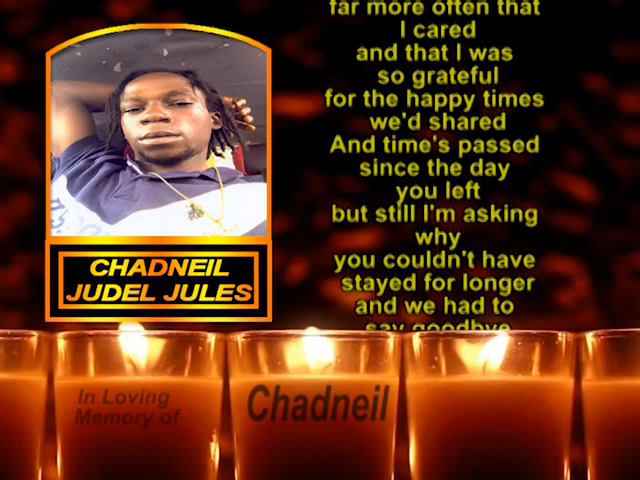 far more often that
I cared
and that I was
so grateful
for the happy times
we'd shared
And time's passed
since the day
you left
but still I'm asking
why
you couldn't have
stayed for longer
and we had to
say goodbye
CHADNEIL
JUDEL JULES
In Loving
Memory of
Chadneil